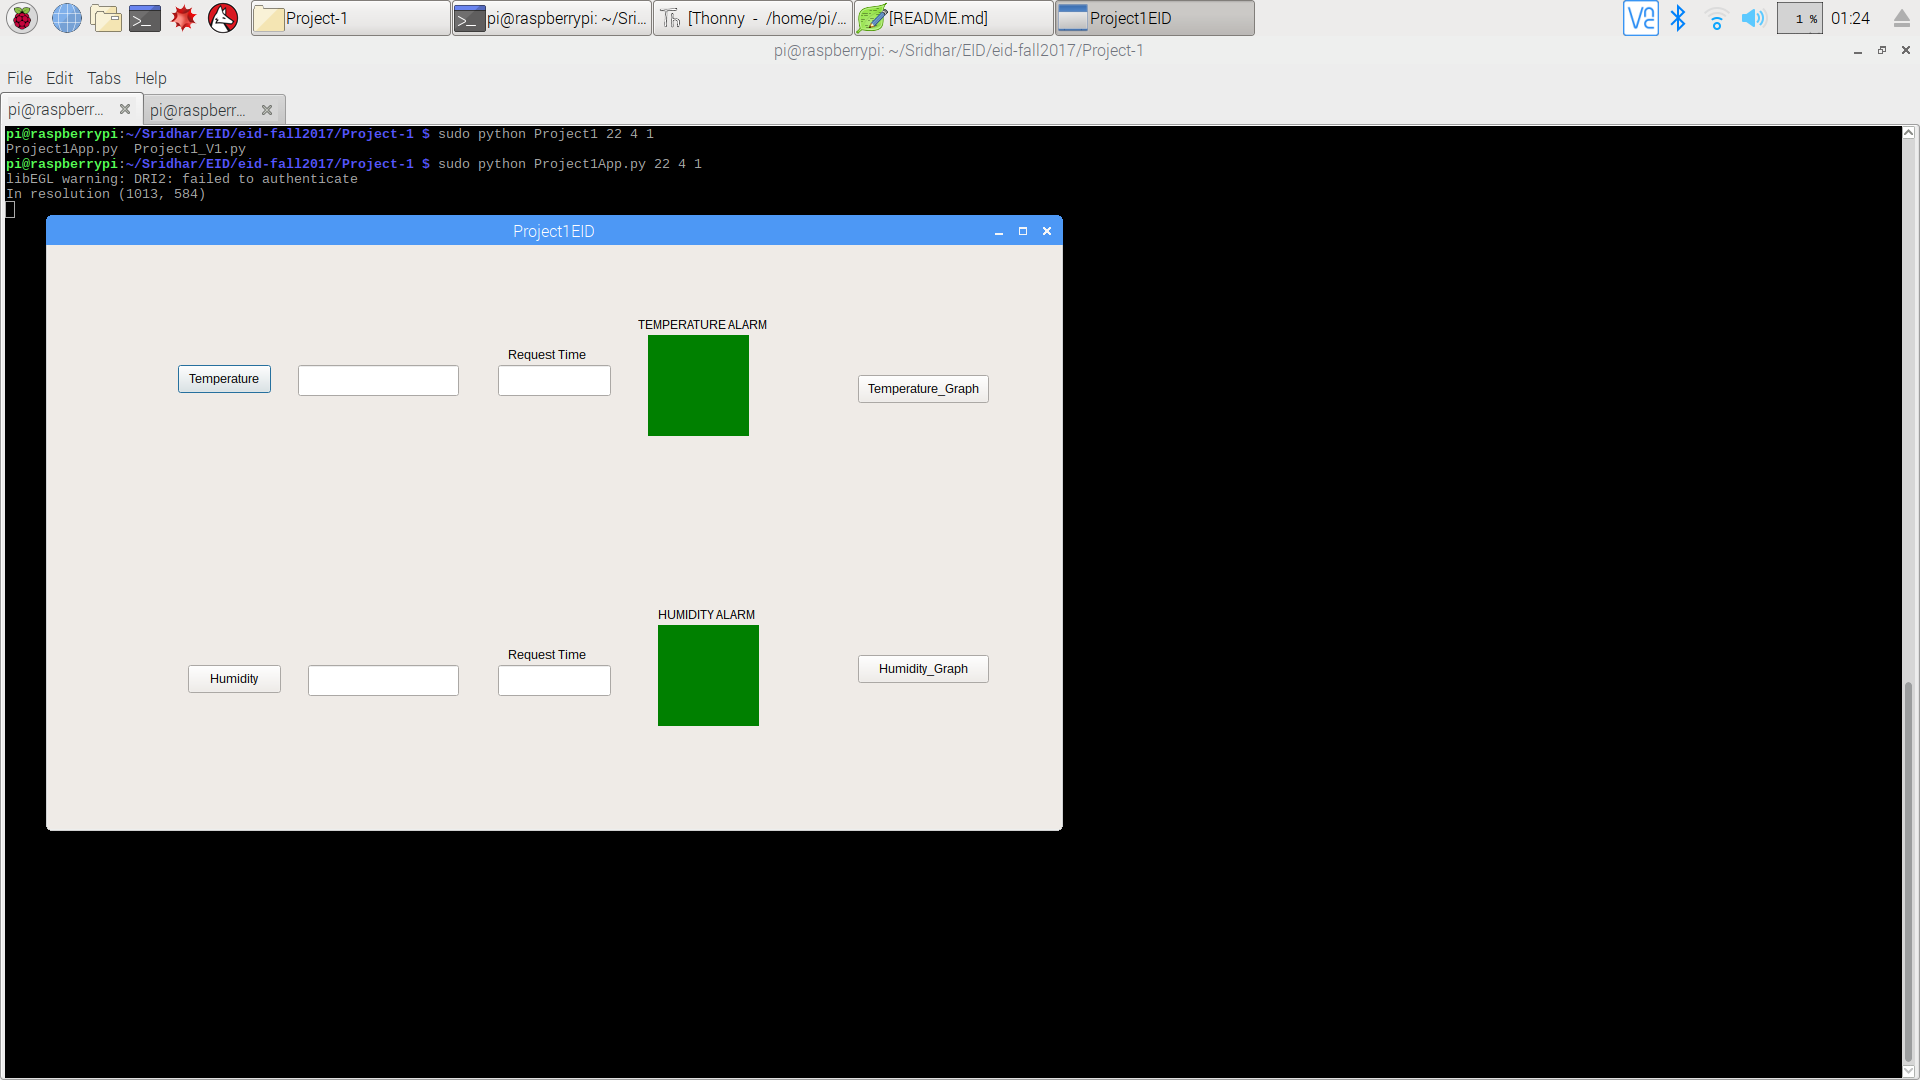 Project-1
pi@raspberrypi: ~/Sri...
[Thonny - /home/pi/...
[README.md]
Project1EID
1 %
01:24
pi@raspberrypi: ~/Sridhar/EID/eid-fall2017/Project-1
File Edit Tabs Help
pi@raspberr...
pi@raspberr...
pi@raspberrypi:~/Sridhar/EID/eid-fall2017/Project-1 $ sudo python Project1 22 4 1
Project1App.py  Project1_V1.py
pi@raspberrypi:~/Sridhar/EID/eid-fall2017/Project-1 $ sudo python Project1App.py 22 4 1
libEGL warning: DRI2: failed to authenticate
In resolution (1013, 584)
Project1EID
TEMPERATURE ALARM
Request Time
Temperature
Temperature_Graph
HUMIDITY ALARM
Request Time
Humidity
Humidity_Graph